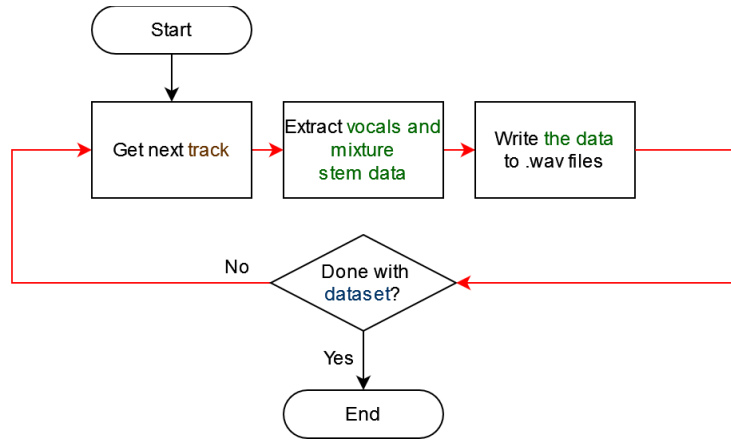 Start
Get next track
Extract vocals and
mixture
stem data
Write the data
to .wav files
No
Done with
dataset?
Yes
End